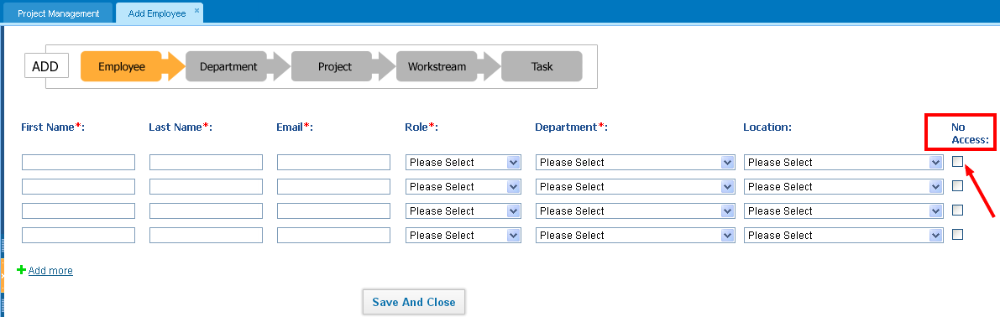 Project Management Add Employee
ADD Employee Department Project Workstream Task
First Name*: Last Name*: Email*: Role*: Department*: Location: No
Access:
Please Select Please Select Please Select
Please Select Please Select Please Select
Please Select Please Select Please Select
Please Select Please Select Please Select
Add more
Save And Close